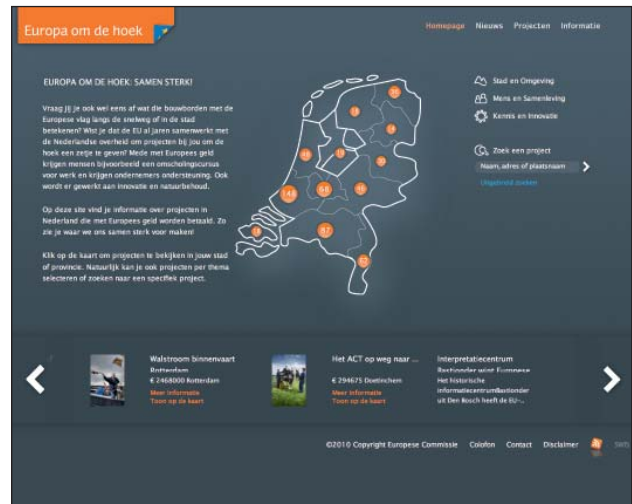 Europa om de hoek
Homepage Nieuws Projecten Informatie
EUROPA OM DE HOEK: SAMEN STERK!
Vraag jij je ook wel eens af wat die bouwborden met de
Europese vlag langs de snelweg of in de stad
betekenen? Wist je dat de EU al jaren samenwerkt met
de Nederlandse overheid om projecten bij jou om de
hoek een zetje te geven? Mede met Europees geld
krijgen mensen bijvoorbeeld een omscholingscursus
voor werk en krijgen ondernemers ondersteuning. Ook
wordt er gewerkt aan innovatie en natuurbehoud.
Op deze site vind je informatie over projecten in
Nederland die met Europees geld worden betaald. Zo
zie je waar we ons samen sterk voor maken!
Klik op de kaart om projecten te bekijken in jouw stad
of provincie. Natuurlijk kan je ook projecten per thema
selecteren of zoeken naar een specifiek project.
148
68
87
Stad en Omgeving
Mens en Samenleving
Kennis en Innovatie
Zoek een project
Naam, adres of plaatsnaam
Uitgebreid zoeken
Walstroom binnenvaart
Rotterdam
€ 2468000 Rotterdam
Meer informatie
Toon op de kaart
Het ACT op weg naar ...
€ 294675 Doetinchem
Meer informatie
Toon op de kaart
Interpretatiecentrum
Bastionder wint Europese
Het historische
informatiecentrumBastionder
uit Den Bosch heeft de EU-...
©2010 Copyright Europese Commissie Colofon Contact Disclaimer